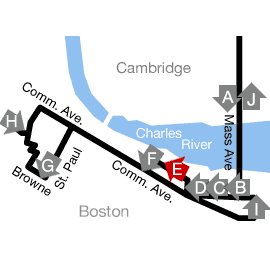 Cambridge
A
J
Comm. Ave.
Mass Ave
H
Charles
River
F
E
G
St. Paul
Browne
Comm. Ave.
D
C
B
I
Boston